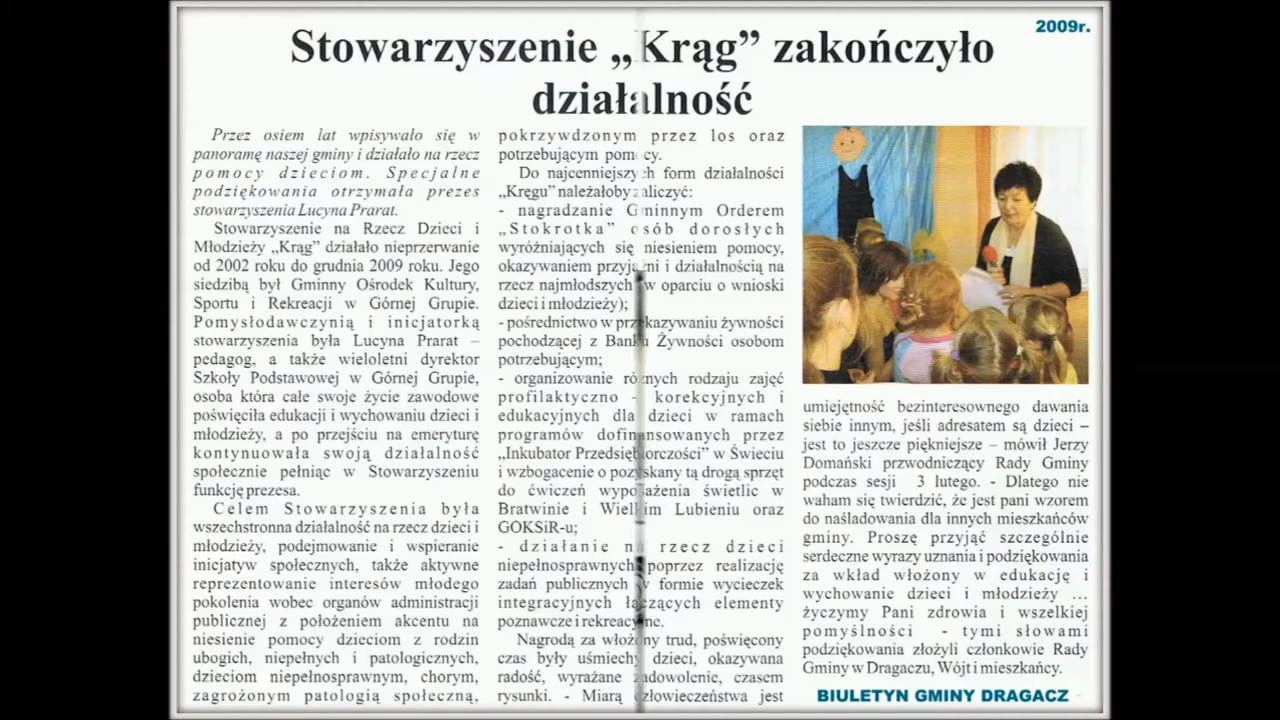 2009r.
Stowarzyszenie „Krąg” zakończyło
działalność
Przez osiem lat wpisywało się w
panoramę naszej gminy i działało na rzecz
pomocy dzieciom. Specjalne
podziękowania otrzymała prezes
stowarzyszenia Lucyna Prarat.
Stowarzyszenie na Rzecz Dzieci i
Młodzieży „Krąg” działało nieprzerwanie
od 2002 roku do grudnia 2009 roku. Jego
siedzibą był Gminny Ośrodek Kultury,
Sportu i Rekreacji w Górnej Grupie.
Pomysłodawczynią i inicjatorką
stowarzyszenia była Lucyna Prarat –
pedagog, a także wieloletni dyrektor
Szkoły Podstawowej w Górnej Grupie,
osoba która całe swoje życie zawodowe
poświęciła edukacji i wychowaniu dzieci i
młodzieży, a po przejściu na emeryturę
kontynuowała swoją działalność
społecznie pełniąc w Stowarzyszeniu
funkcję prezesa.
Celem Stowarzyszenia była
wszechstronna działalność na rzecz dzieci i
młodzieży, podejmowanie i wspieranie
inicjatyw społecznych, także aktywne
reprezentowanie interesów młodego
pokolenia wobec organów administracji
publicznej z położeniem akcentu na
niesienie pomocy dzieciom z rodzin
ubogich, niepełnych i patologicznych,
dzieciom niepełnosprawnym, chorym,
zagrożonym patologią społeczną,
pokrzywdzonym przez los oraz
potrzebującym pomocy.
Do najcenniejszych form działalności
„Kręgu” należałoby zaliczyć:
- nagradzanie Gminnym Orderem
„Stokrotka” osób dorosłych
wyróżniających się niesieniem pomocy,
okazywaniem przyjaźni i działalnością na
rzecz najmłodszych (w oparciu o wnioski
dzieci i młodzieży);
- pośrednictwo w przekazywaniu żywności
pochodzącej z Banku Żywności osobom
potrzebującym;
- organizowanie różnych rodzaju zajęć
profilaktyczno - korekcyjnych i
edukacyjnych dla dzieci w ramach
programów dofinansowanych przez
„Inkubator Przedsiębiorczości” w Świeciu
i wzbogacenie o pozyskany tą drogą sprzęt
do ćwiczeń wyposażenia świetlic w
Bratwinie i Wielkim Lubieniu oraz
GOKSiR-u;
- działanie na rzecz dzieci
niepełnosprawnych poprzez realizację
zadań publicznych w formie wycieczek
integracyjnych łączących elementy
poznawcze i rekreacyjne.
Nagrodą za włożony trud, poświęcony
czas były uśmiechy dzieci, okazywana
radość, wyrażane zadowolenie, czasem
rysunki. - Miarą człowieczeństwa jest
umiejętność bezinteresownego dawania
siebie innym, jeśli adresatem są dzieci –
jest to jeszcze piękniejsze – mówił Jerzy
Domański przwodniczący Rady Gminy
podczas sesji 3 lutego. - Dlatego nie
waham się twierdzić, że jest pani wzorem
do naśladowania dla innych mieszkańców
gminy. Proszę przyjąć szczególnie
serdeczne wyrazy uznania i podziękowania
za wkład włożony w edukację i
wychowanie dzieci i młodzieży ...
życzymy Pani zdrowia i wszelkiej
pomyślności - tymi słowami
podziękowania złożyli członkowie Rady
Gminy w Dragaczu, Wójt i mieszkańcy.
BIULETYN GMINY DRAGACZ